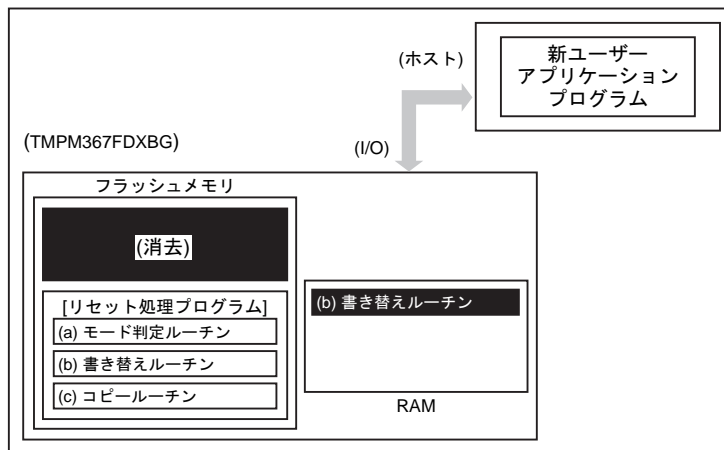 (ホスト)
新ユーザー
アプリケーション
プログラム
(TMPM367FDXBG)
(I/O)
フラッシュメモリ
(消去)
[リセット処理プログラム]
(a) モード判定ルーチン
(b) 書き替えルーチン
(c) コピールーチン
(b) 書き替えルーチン
RAM